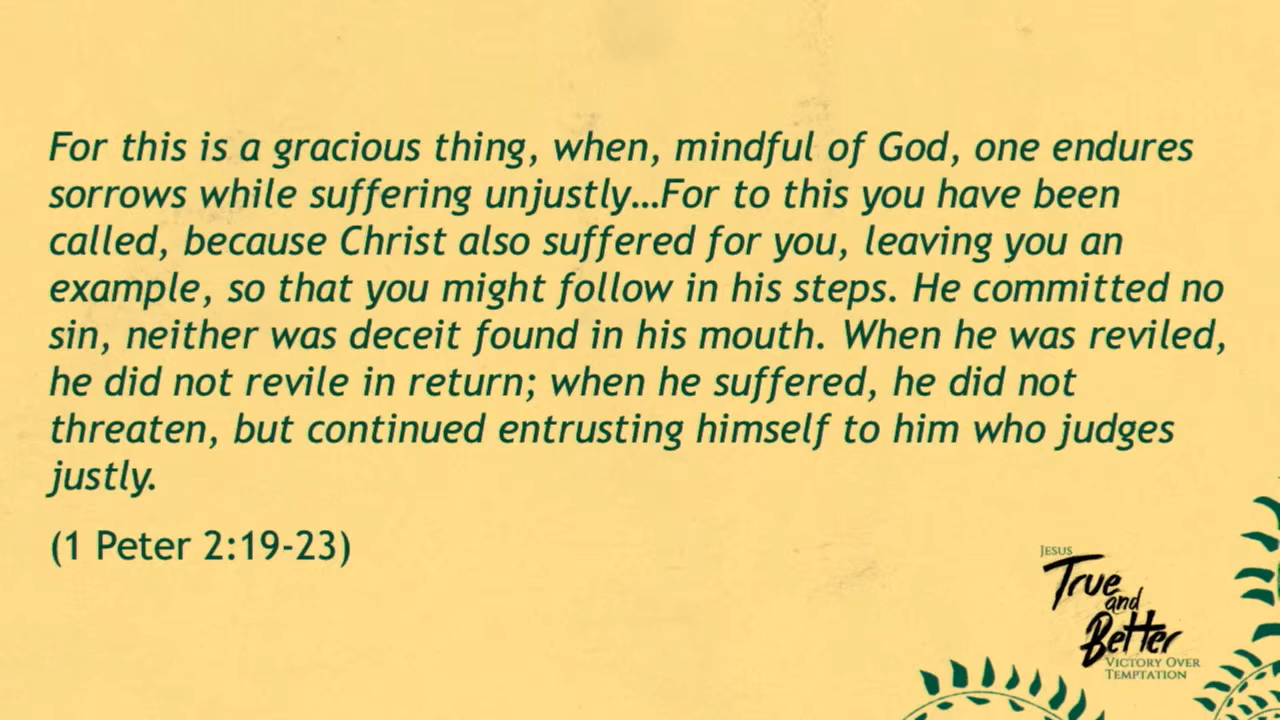 For this is a gracious thing, when, mindful of God, one endures
sorrows while suffering unjustly…For to this you have been
called, because Christ also suffered for you, leaving you an
example, so that you might follow in his steps. He committed no
sin, neither was deceit found in his mouth. When he was reviled,
he did not revile in return; when he suffered, he did not
threaten, but continued entrusting himself to him who judges
justly.
(1 Peter 2:19-23)
JESUS
True
and
Better
VICTORY OVER
TEMPTATION